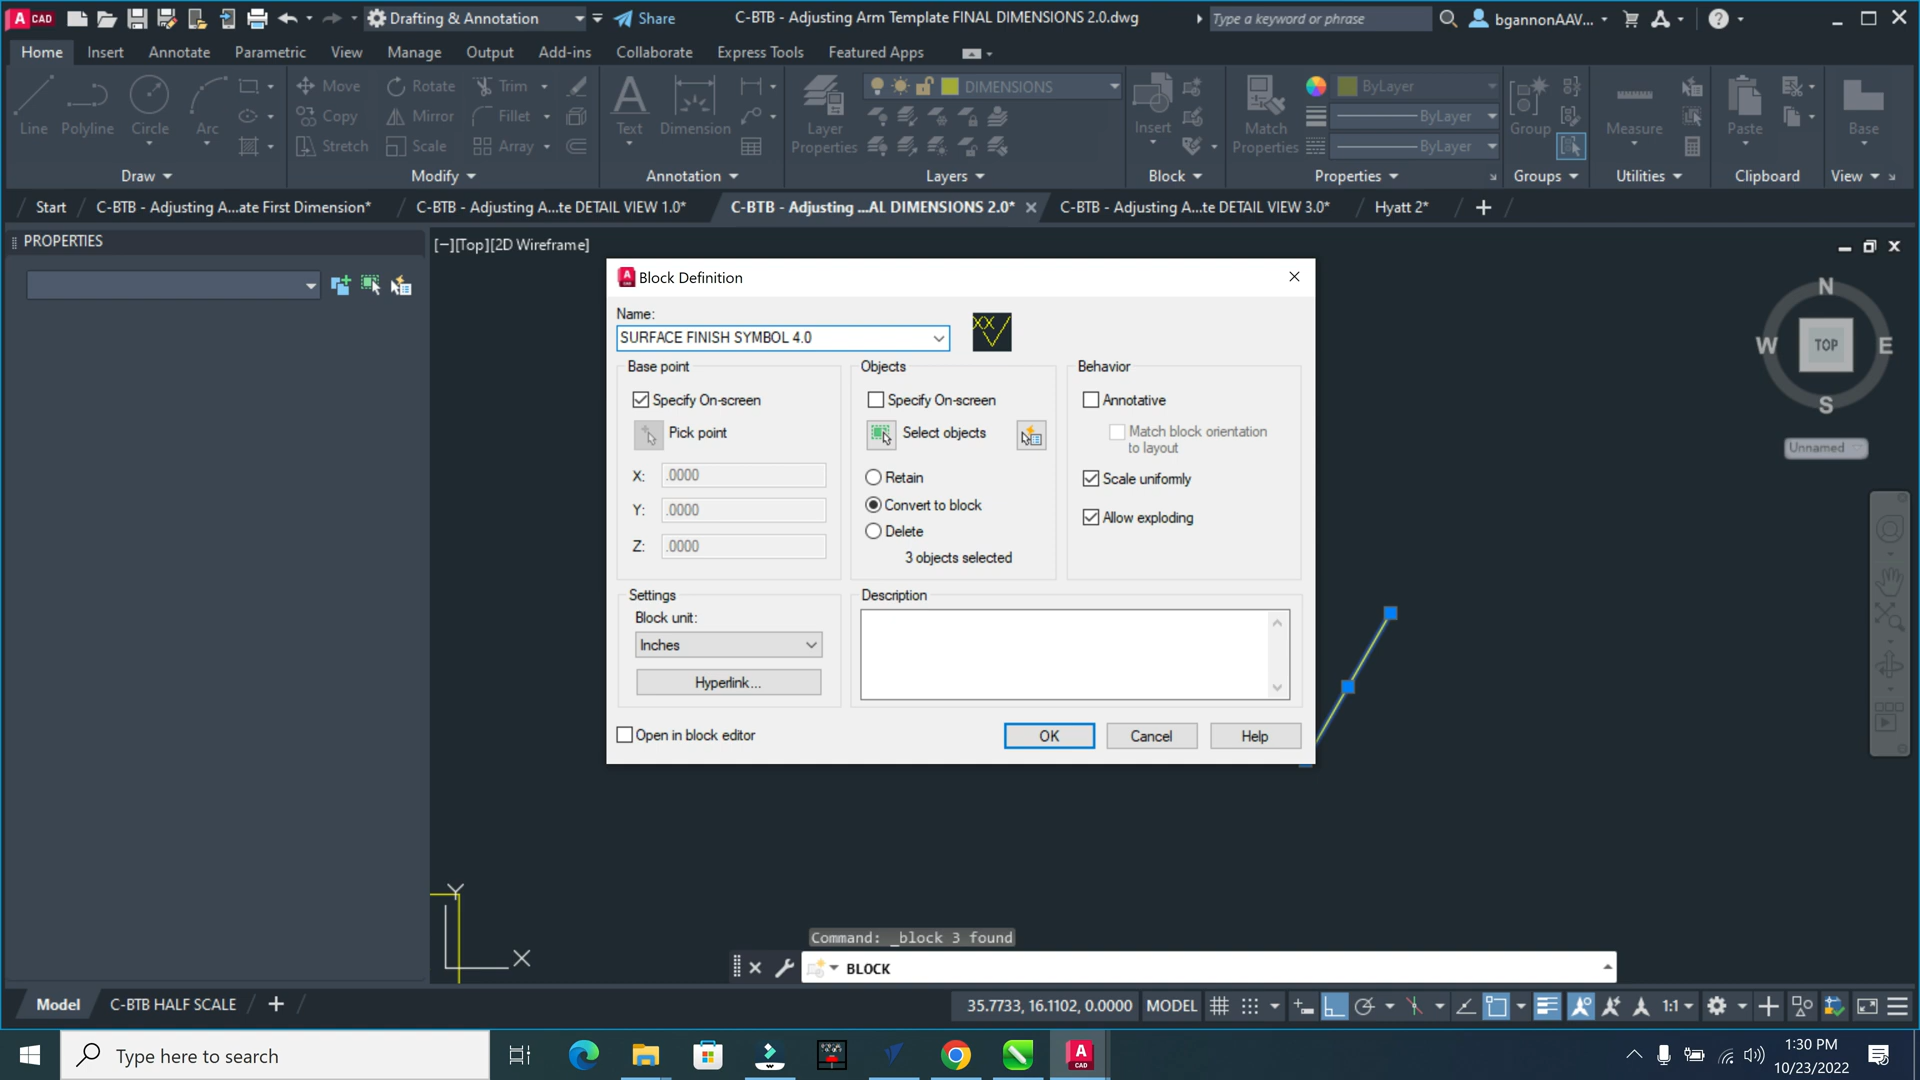 CAD
Drafting & Annotation
Share
C-BTB - Adjusting Arm Template FINAL DIMENSIONS 2.0.dwg
Type a keyword or phrase
bgannonAAV...
Home
Insert
Annotate
Parametric
View
Manage
Output
Add-ins
Collaborate
Express Tools
Featured Apps
Line
Polyline
Circle
Arc
Draw
Move
Rotate
Trim
Copy
Mirror
Fillet
Stretch
Scale
Array
Modify
Text
Dimension
Annotation
Layer
Properties
DIMENSIONS
Layers
Insert
Block
Match
Properties
ByLayer
ByLayer
ByLayer
Properties
Group
Groups
Measure
Utilities
Paste
Clipboard
Base
View
Start
C-BTB - Adjusting A...ate First Dimension*
C-BTB - Adjusting A...te DETAIL VIEW 1.0*
C-BTB - Adjusting ...AL DIMENSIONS 2.0*
C-BTB - Adjusting A...te DETAIL VIEW 3.0*
Hyatt 2*
PROPERTIES
[−][Top][2D Wireframe]
N
W
TOP
E
S
Unnamed
Block Definition
Name:
SURFACE FINISH SYMBOL 4.0
XX
Base point
Specify On-screen
Pick point
X: .0000
Y: .0000
Z: .0000
Objects
Specify On-screen
Select objects
Retain
Convert to block
Delete
3 objects selected
Behavior
Annotative
Match block orientation
to layout
Scale uniformly
Allow exploding
Settings
Block unit:
Inches
Hyperlink...
Description
Open in block editor
OK
Cancel
Help
Y
X
Command: _block 3 found
BLOCK
Model
C-BTB HALF SCALE
35.7733, 16.1102, 0.0000
MODEL
1:1
Type here to search
A
CAD
1:30 PM
10/23/2022